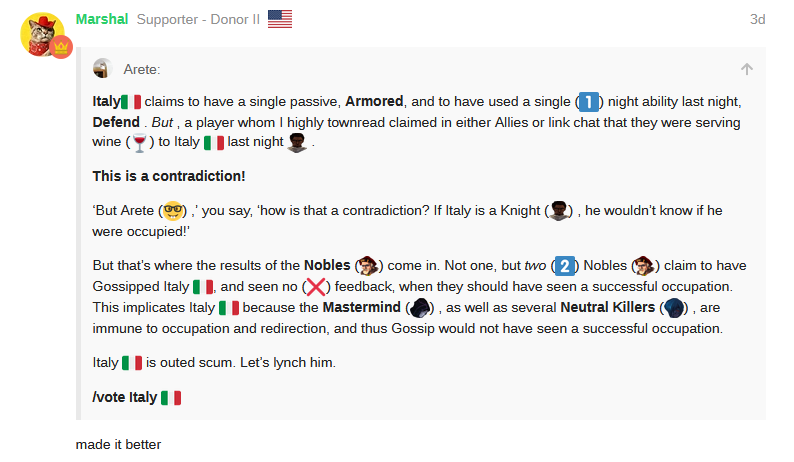 Marshal Supporter - Donor II 3d
Arete:
Italy claims to have a single passive, Armored, and to have used a single (1) night ability last night,
Defend . But , a player whom I highly townread claimed in either Allies or link chat that they were serving
wine ( ) to Italy last night .
This is a contradiction!
‘But Arete ( ) ,’ you say, ‘how is that a contradiction? If Italy is a Knight ( ) , he wouldn’t know if he
were occupied!’
But that’s where the results of the Nobles ( ) come in. Not one, but two (2) Nobles ( ) claim to have
Gossipped Italy , and seen no ( ) feedback, when they should have seen a successful occupation.
This implicates Italy because the Mastermind ( ) , as well as several Neutral Killers ( ) , are
immune to occupation and redirection, and thus Gossip would not have seen a successful occupation.
Italy is outed scum. Let’s lynch him.
/vote Italy
made it better